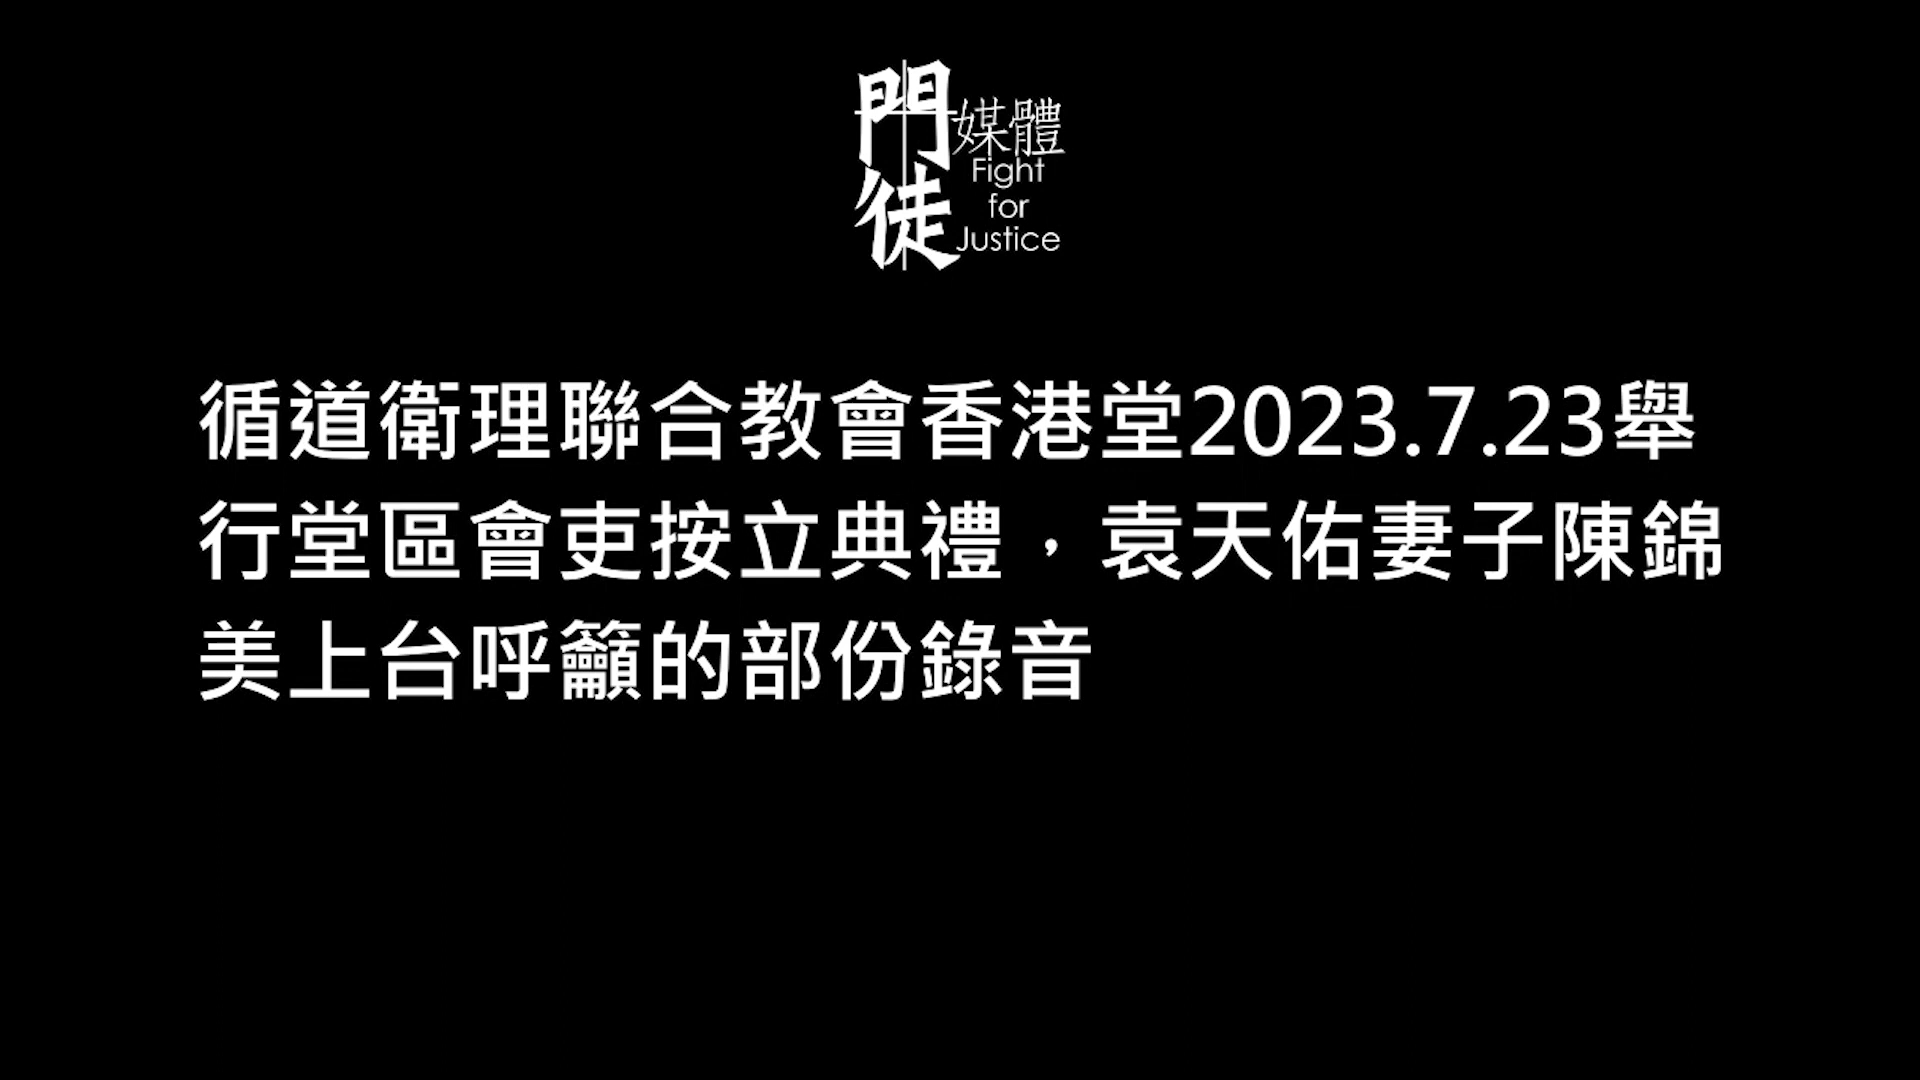 門徒
媒體
Fight
for
Justice
循道衛理聯合教會香港堂2023.7.23舉
行堂區會吏按立典禮，袁天佑妻子陳錦
美上台呼籲的部份錄音